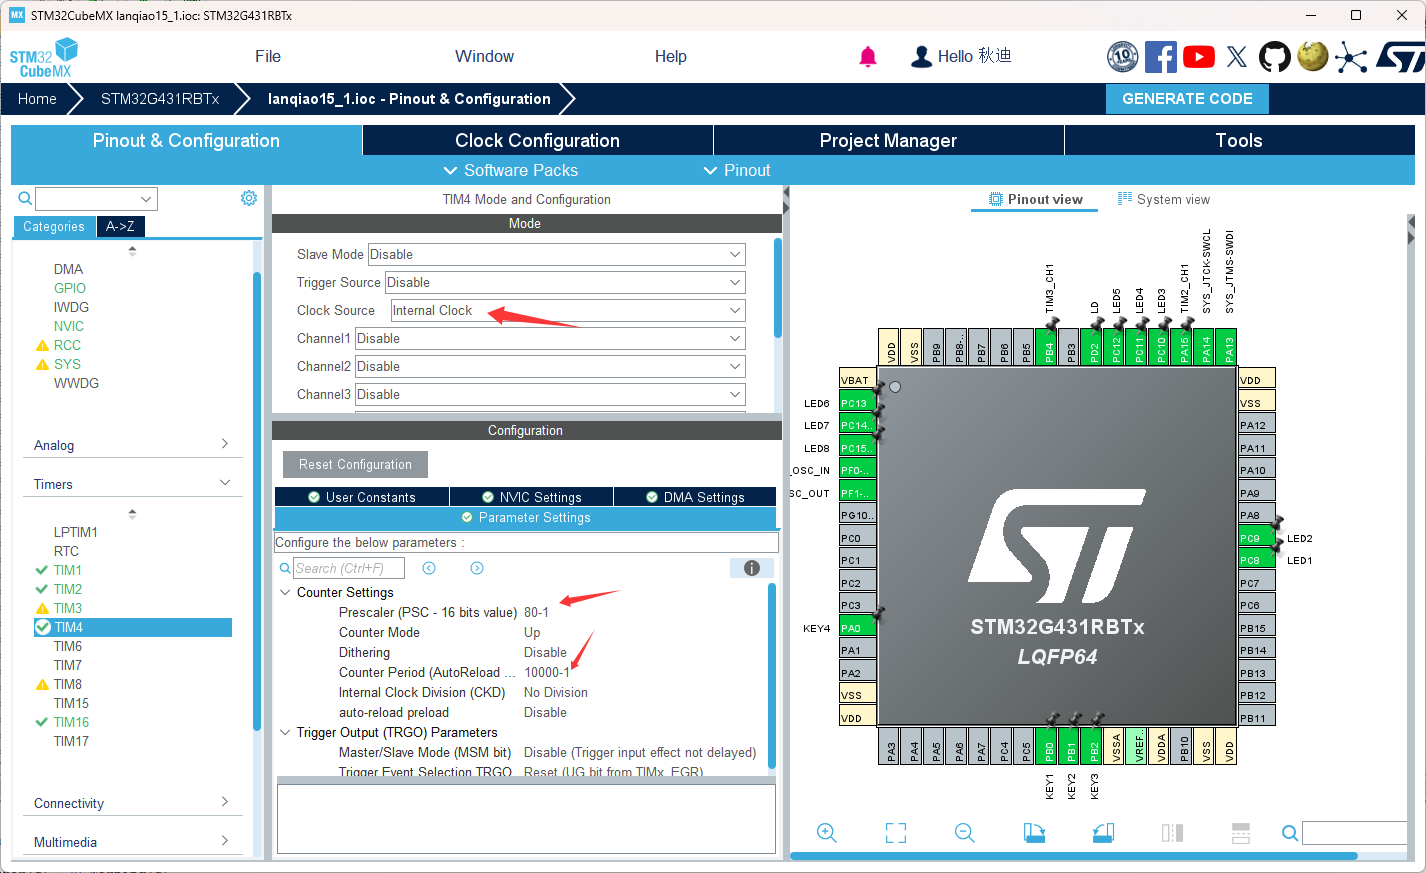 MX STM32CubeMX lanqiao15_1.ioc: STM32G431RBTx
STM32
CubeMX
File
Window
Help
10
Hello 秋迪
Home
STM32G431RBTx
lanqiao15_1.ioc - Pinout & Configuration
GENERATE CODE
Pinout & Configuration
Clock Configuration
Project Manager
Tools
Software Packs
Pinout
Categories
A->Z
DMA
GPIO
IWDG
NVIC
RCC
SYS
WWDG
Analog
Timers
LPTIM1
RTC
TIM1
TIM2
TIM3
TIM4
TIM6
TIM7
TIM8
TIM15
TIM16
TIM17
Connectivity
Multimedia
TIM4 Mode and Configuration
Mode
Slave Mode Disable
Trigger Source Disable
Clock Source Internal Clock
Channel1 Disable
Channel2 Disable
Channel3 Disable
Configuration
Reset Configuration
User Constants
NVIC Settings
DMA Settings
Parameter Settings
Configure the below parameters :
Search (Ctrl+F)
Counter Settings
Prescaler (PSC - 16 bits value) 80-1
Counter Mode Up
Dithering Disable
Counter Period (AutoReload ... 10000-1
Internal Clock Division (CKD) No Division
auto-reload preload Disable
Trigger Output (TRGO) Parameters
Master/Slave Mode (MSM bit) Disable (Trigger input effect not delayed)
Trigger Event Selection TRGO Reset (UG bit from TIMx_EGR)
Pinout view
System view
TIM3_CH1
LD
LED5
LED4
LED3
TIM2_CH1
SYS_JTCK-SWCL
SYS_JTMS-SWDI
VDD
VSS
PB9
PB8-..
PB7
PB6
PB5
PB4
PB3
PD2
PC12
PC11
PC10
PA15
PA14
PA13
VBAT
LED6 PC13
LED7 PC14..
LED8 PC15..
_OSC_IN PF0-..
SC_OUT PF1-..
PG10..
PC0
PC1
PC2
PC3
KEY4 PA0
PA1
PA2
VSS
VDD
VDD
VSS
PA12
PA11
PA10
PA9
PA8
PC9 LED2
PC8 LED1
PC7
PC6
PB15
PB14
PB13
PB12
PB11
STM32G431RBTx
LQFP64
PA3
PA4
PA5
PA6
PA7
PC4
PC5
PB0
PB1
PB2
VSSA
VREF..
VDDA
PB10
VSS
VDD
KEY1
KEY2
KEY3